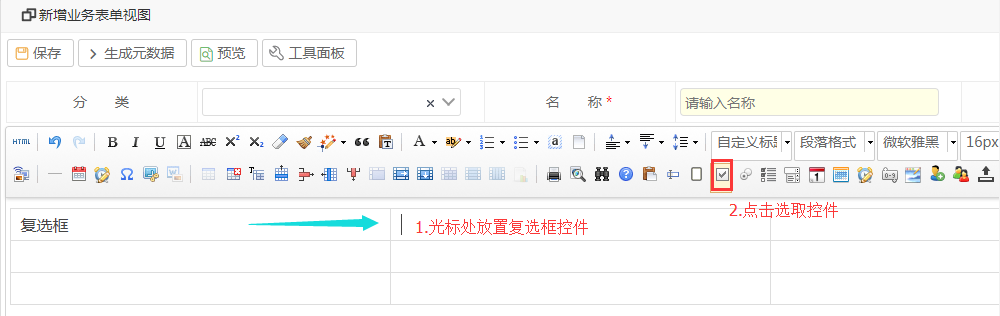 新增业务表单视图
保存 生成元数据 预览 工具面板
分 类 名 称 * 请输入名称
HTML B I U A ABC X² X₂ A ab a 自定义标题 段落格式 微软雅黑 16px
2.点击选取控件
复选框 1.光标处放置复选框控件